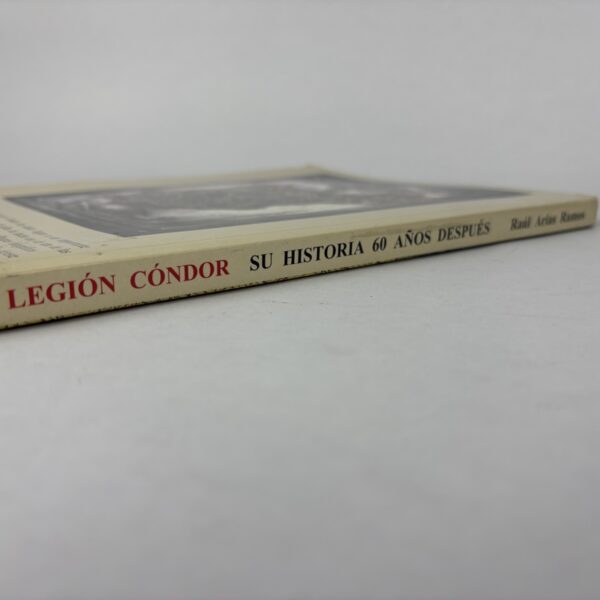 LEGIÓN CÓNDOR SU HISTORIA 60 AÑOS DESPUÉS Raúl Arias Ramos